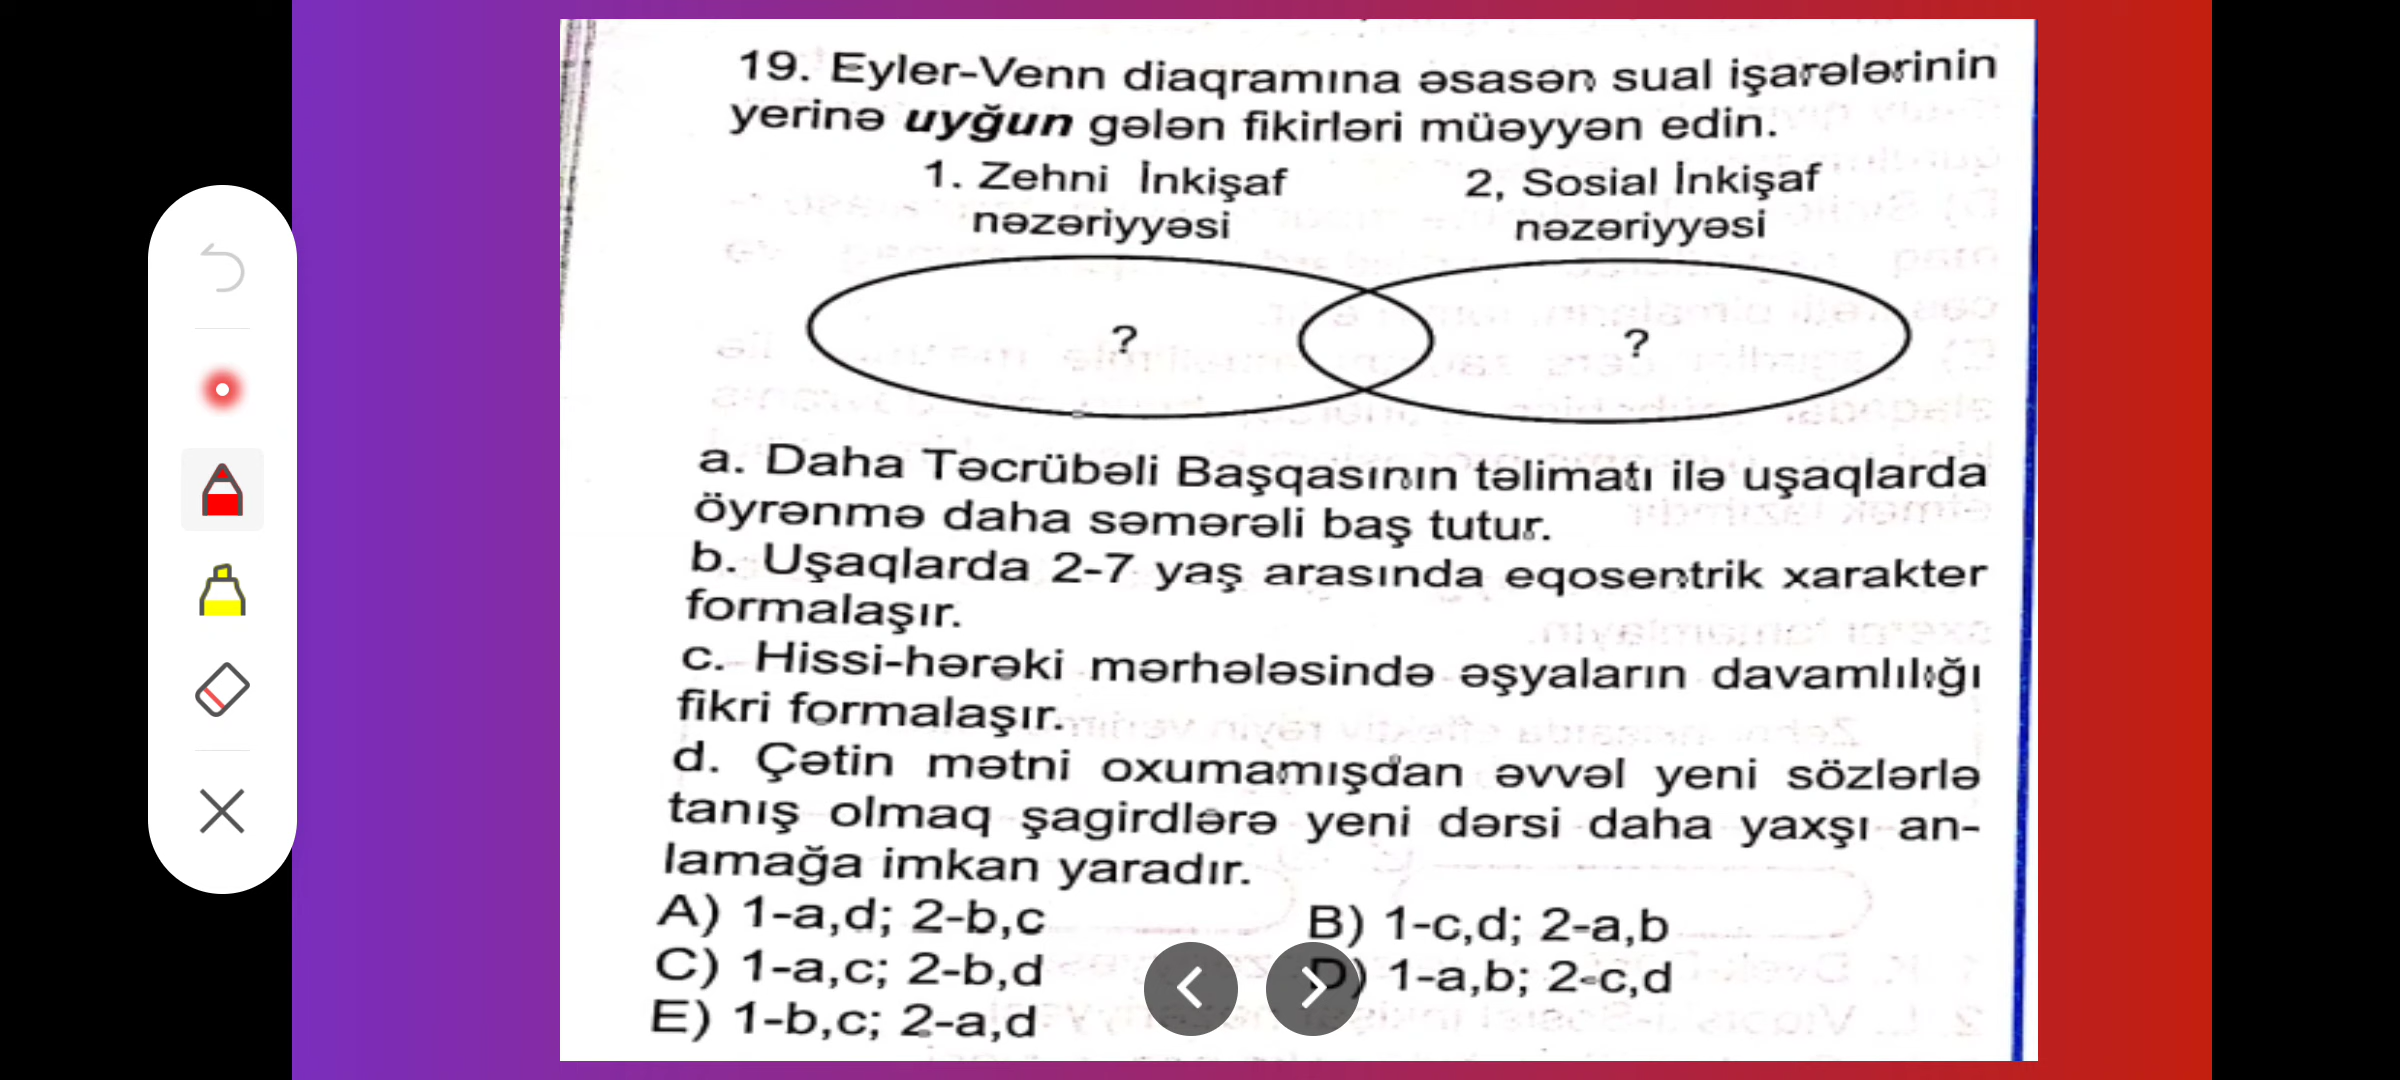 19. Eyler-Venn diaqramına əsasən sual işarələrinin
yerinə uyğun gələn fikirləri müəyyən edin.
1. Zehni İnkişaf
nəzəriyyəsi
2, Sosial İnkişaf
nəzəriyyəsi
?
?
a. Daha Təcrübəli Başqasının təlimatı ilə uşaqlarda
öyrənmə daha səmərəli baş tutur.
b. Uşaqlarda 2-7 yaş arasında eqosentrik xarakter
formalaşır.
c. Hissi-hərəki mərhələsində əşyaların davamlılığı
fikri formalaşır.
d. Çətin mətni oxumamışdan əvvəl yeni sözlərlə
tanış olmaq şagirdlərə yeni dərsi daha yaxşı an-
lamağa imkan yaradır.
A) 1-a,d; 2-b,c
B) 1-c,d; 2-a,b
C) 1-a,c; 2-b,d
D) 1-a,b; 2-c,d
E) 1-b,c; 2-a,d